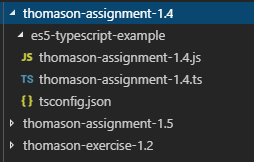 thomason-assignment-1.4
es5-typescript-example
JS thomason-assignment-1.4.js
TS thomason-assignment-1.4.ts
{ } tsconfig.json
thomason-assignment-1.5
thomason-exercise-1.2